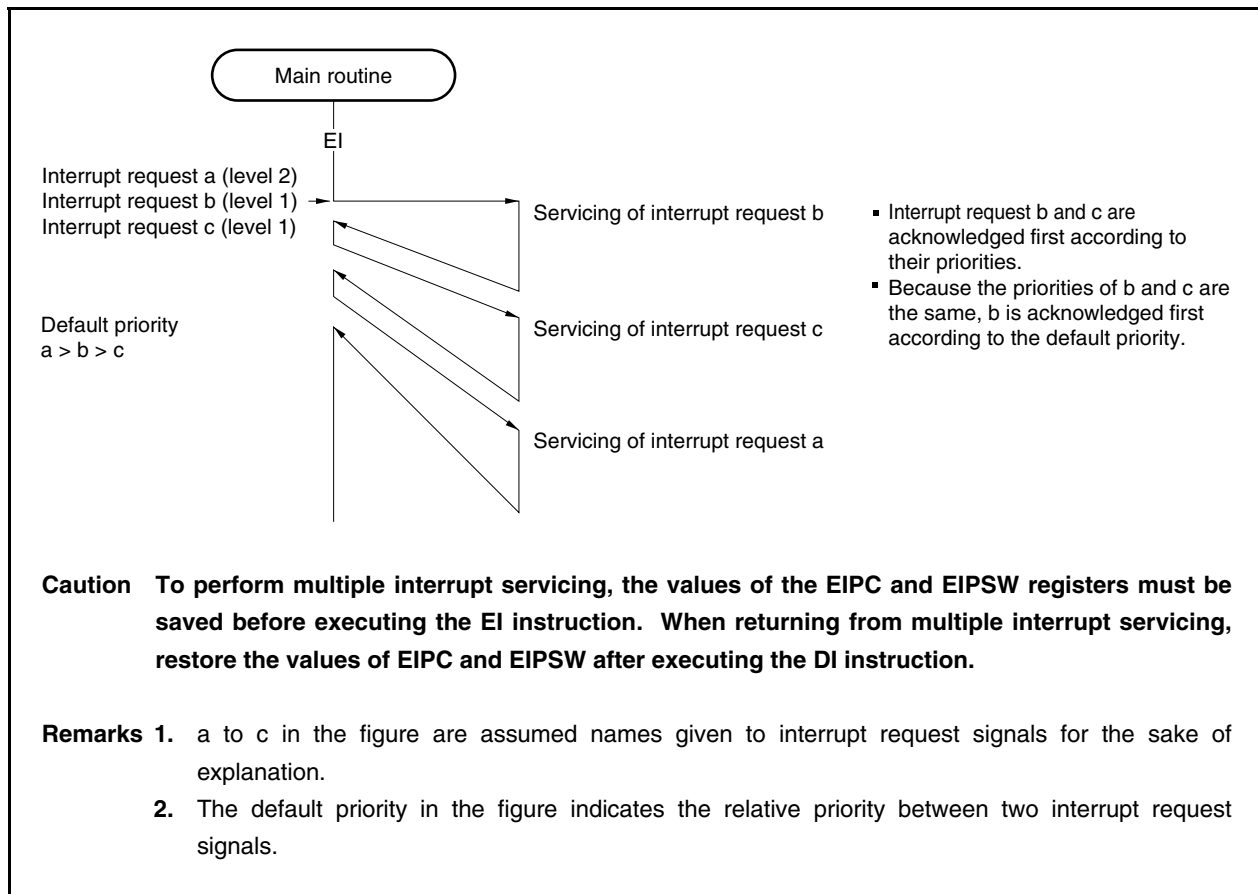 Main routine
EI
Interrupt request a (level 2)
Interrupt request b (level 1)
Interrupt request c (level 1)
Servicing of interrupt request b
▪ Interrupt request b and c are
acknowledged first according to
their priorities.
▪ Because the priorities of b and c are
the same, b is acknowledged first
according to the default priority.
Default priority
a > b > c
Servicing of interrupt request c
Servicing of interrupt request a
Caution To perform multiple interrupt servicing, the values of the EIPC and EIPSW registers must be
saved before executing the EI instruction. When returning from multiple interrupt servicing,
restore the values of EIPC and EIPSW after executing the DI instruction.
Remarks 1. a to c in the figure are assumed names given to interrupt request signals for the sake of
explanation.
2. The default priority in the figure indicates the relative priority between two interrupt request
signals.